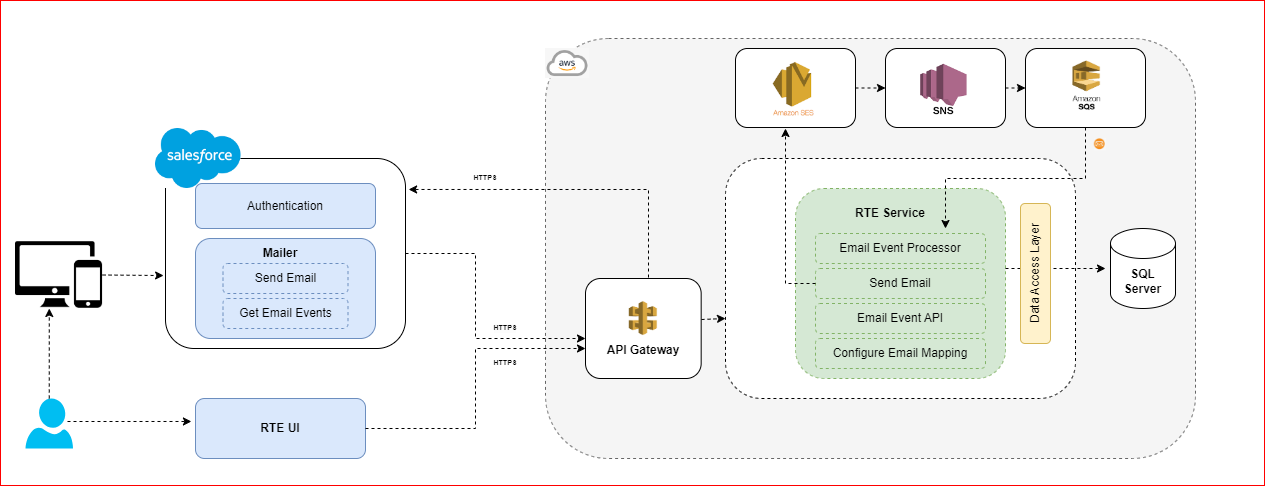 aws
Amazon SES
SNS
Amazon
SQS
salesforce
HTTPS
Authentication
RTE Service
Mailer
Email Event Processor
Send Email
Send Email
Get Email Events
Email Event API
Configure Email Mapping
Data Access Layer
SQL
Server
HTTPS
API Gateway
HTTPS
RTE UI